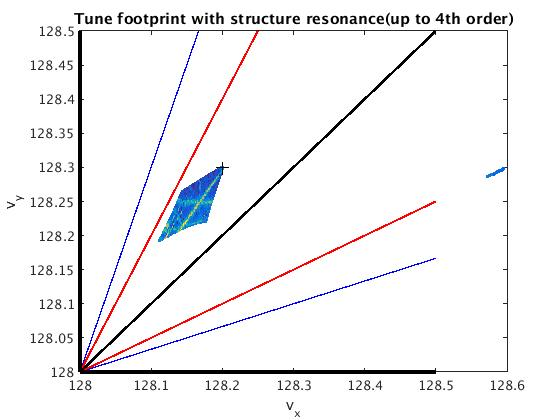 Tune footprint with structure resonance(up to 4th order)
128.5
128.45
128.4
128.35
128.3
128.25
128.2
128.15
128.1
128.05
128
v_y
128 128.1 128.2 128.3 128.4 128.5 128.6
v_x